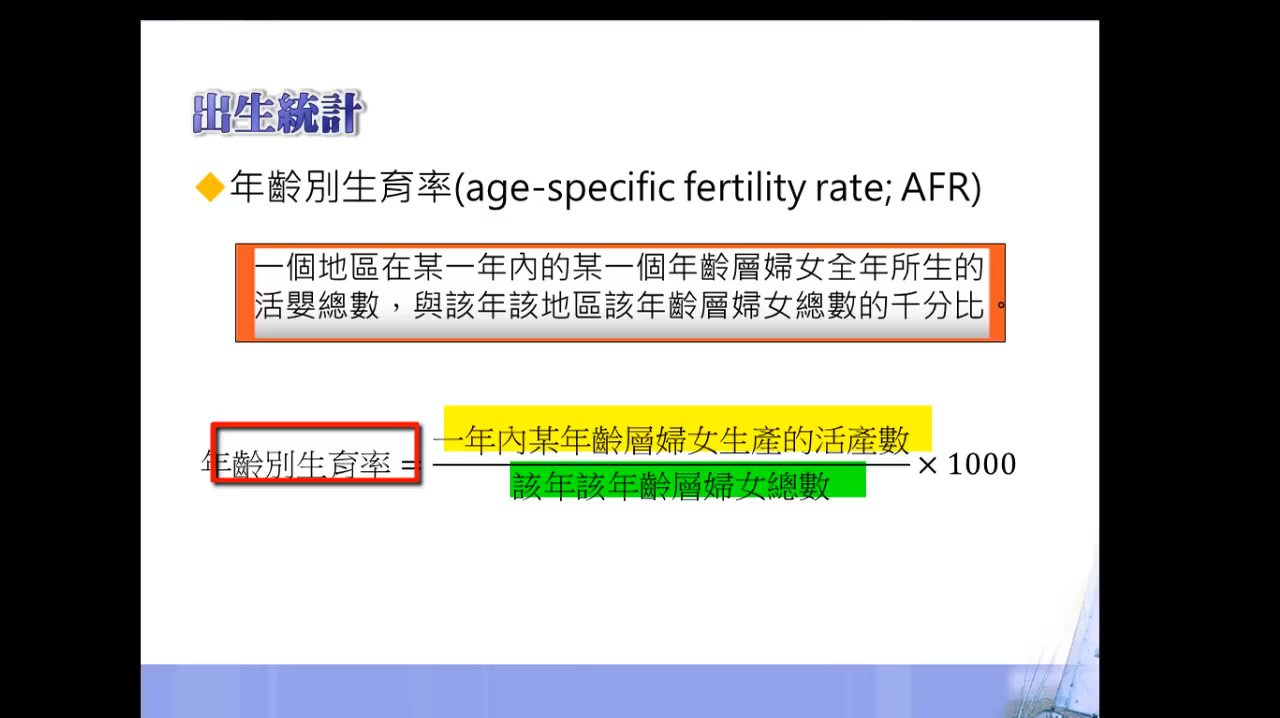 出生統計
年齡別生育率(age-specific fertility rate; AFR)
一個地區在某一年內的某一個年齡層婦女全年所生的
活嬰總數，與該年該地區該年齡層婦女總數的千分比。
年齡別生育率 = 一年內某年齡層婦女生產的活產數
該年該年齡層婦女總數
× 1000